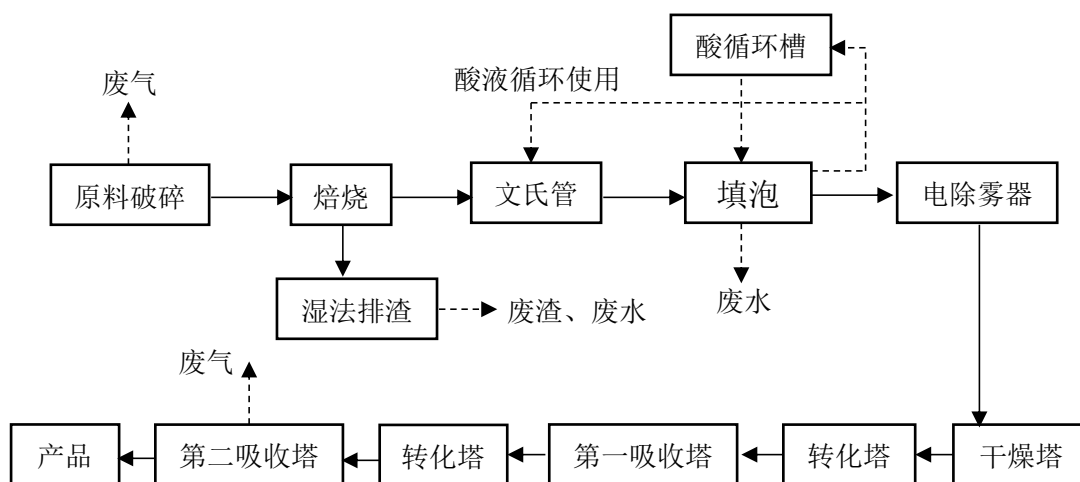 酸循环槽
废气
酸液循环使用
原料破碎
焙烧
文氏管
填泡
电除雾器
湿法排渣
废渣、废水
废水
废气
产品
第二吸收塔
转化塔
第一吸收塔
转化塔
干燥塔